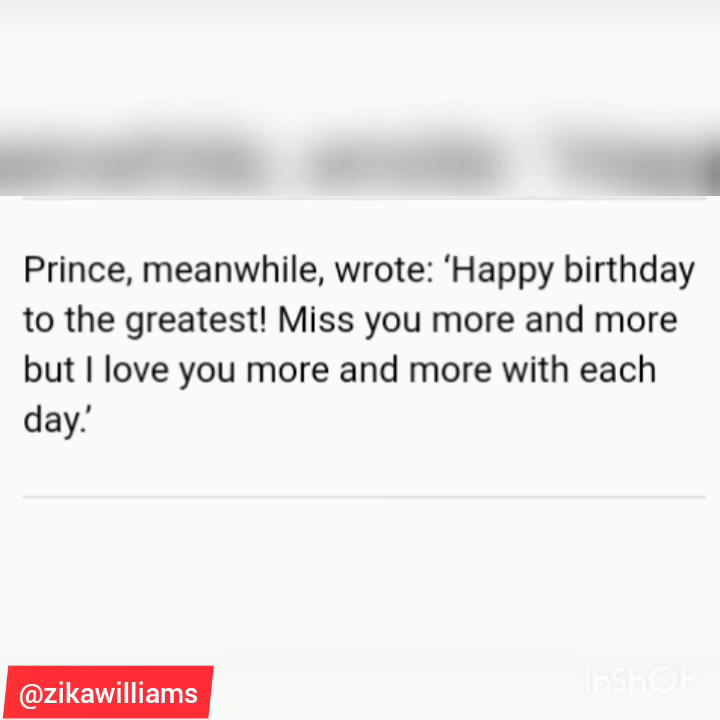 Prince, meanwhile, wrote: ‘Happy birthday
to the greatest! Miss you more and more
but I love you more and more with each
day.’
@zikawilliams
InShOt